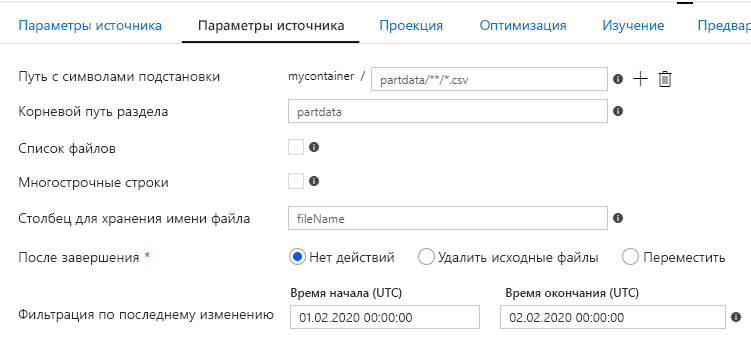 Параметры источника Параметры источника Проекция Оптимизация Изучение Предвар
Путь с символами подстановки mycontainer / partdata/**/*.csv
Корневой путь раздела partdata
Список файлов
Многострочные строки
Столбец для хранения имени файла fileName
После завершения * Нет действий Удалить исходные файлы Переместить
Время начала (UTC) Время окончания (UTC)
Фильтрация по последнему изменению 01.02.2020 00:00:00 02.02.2020 00:00:00